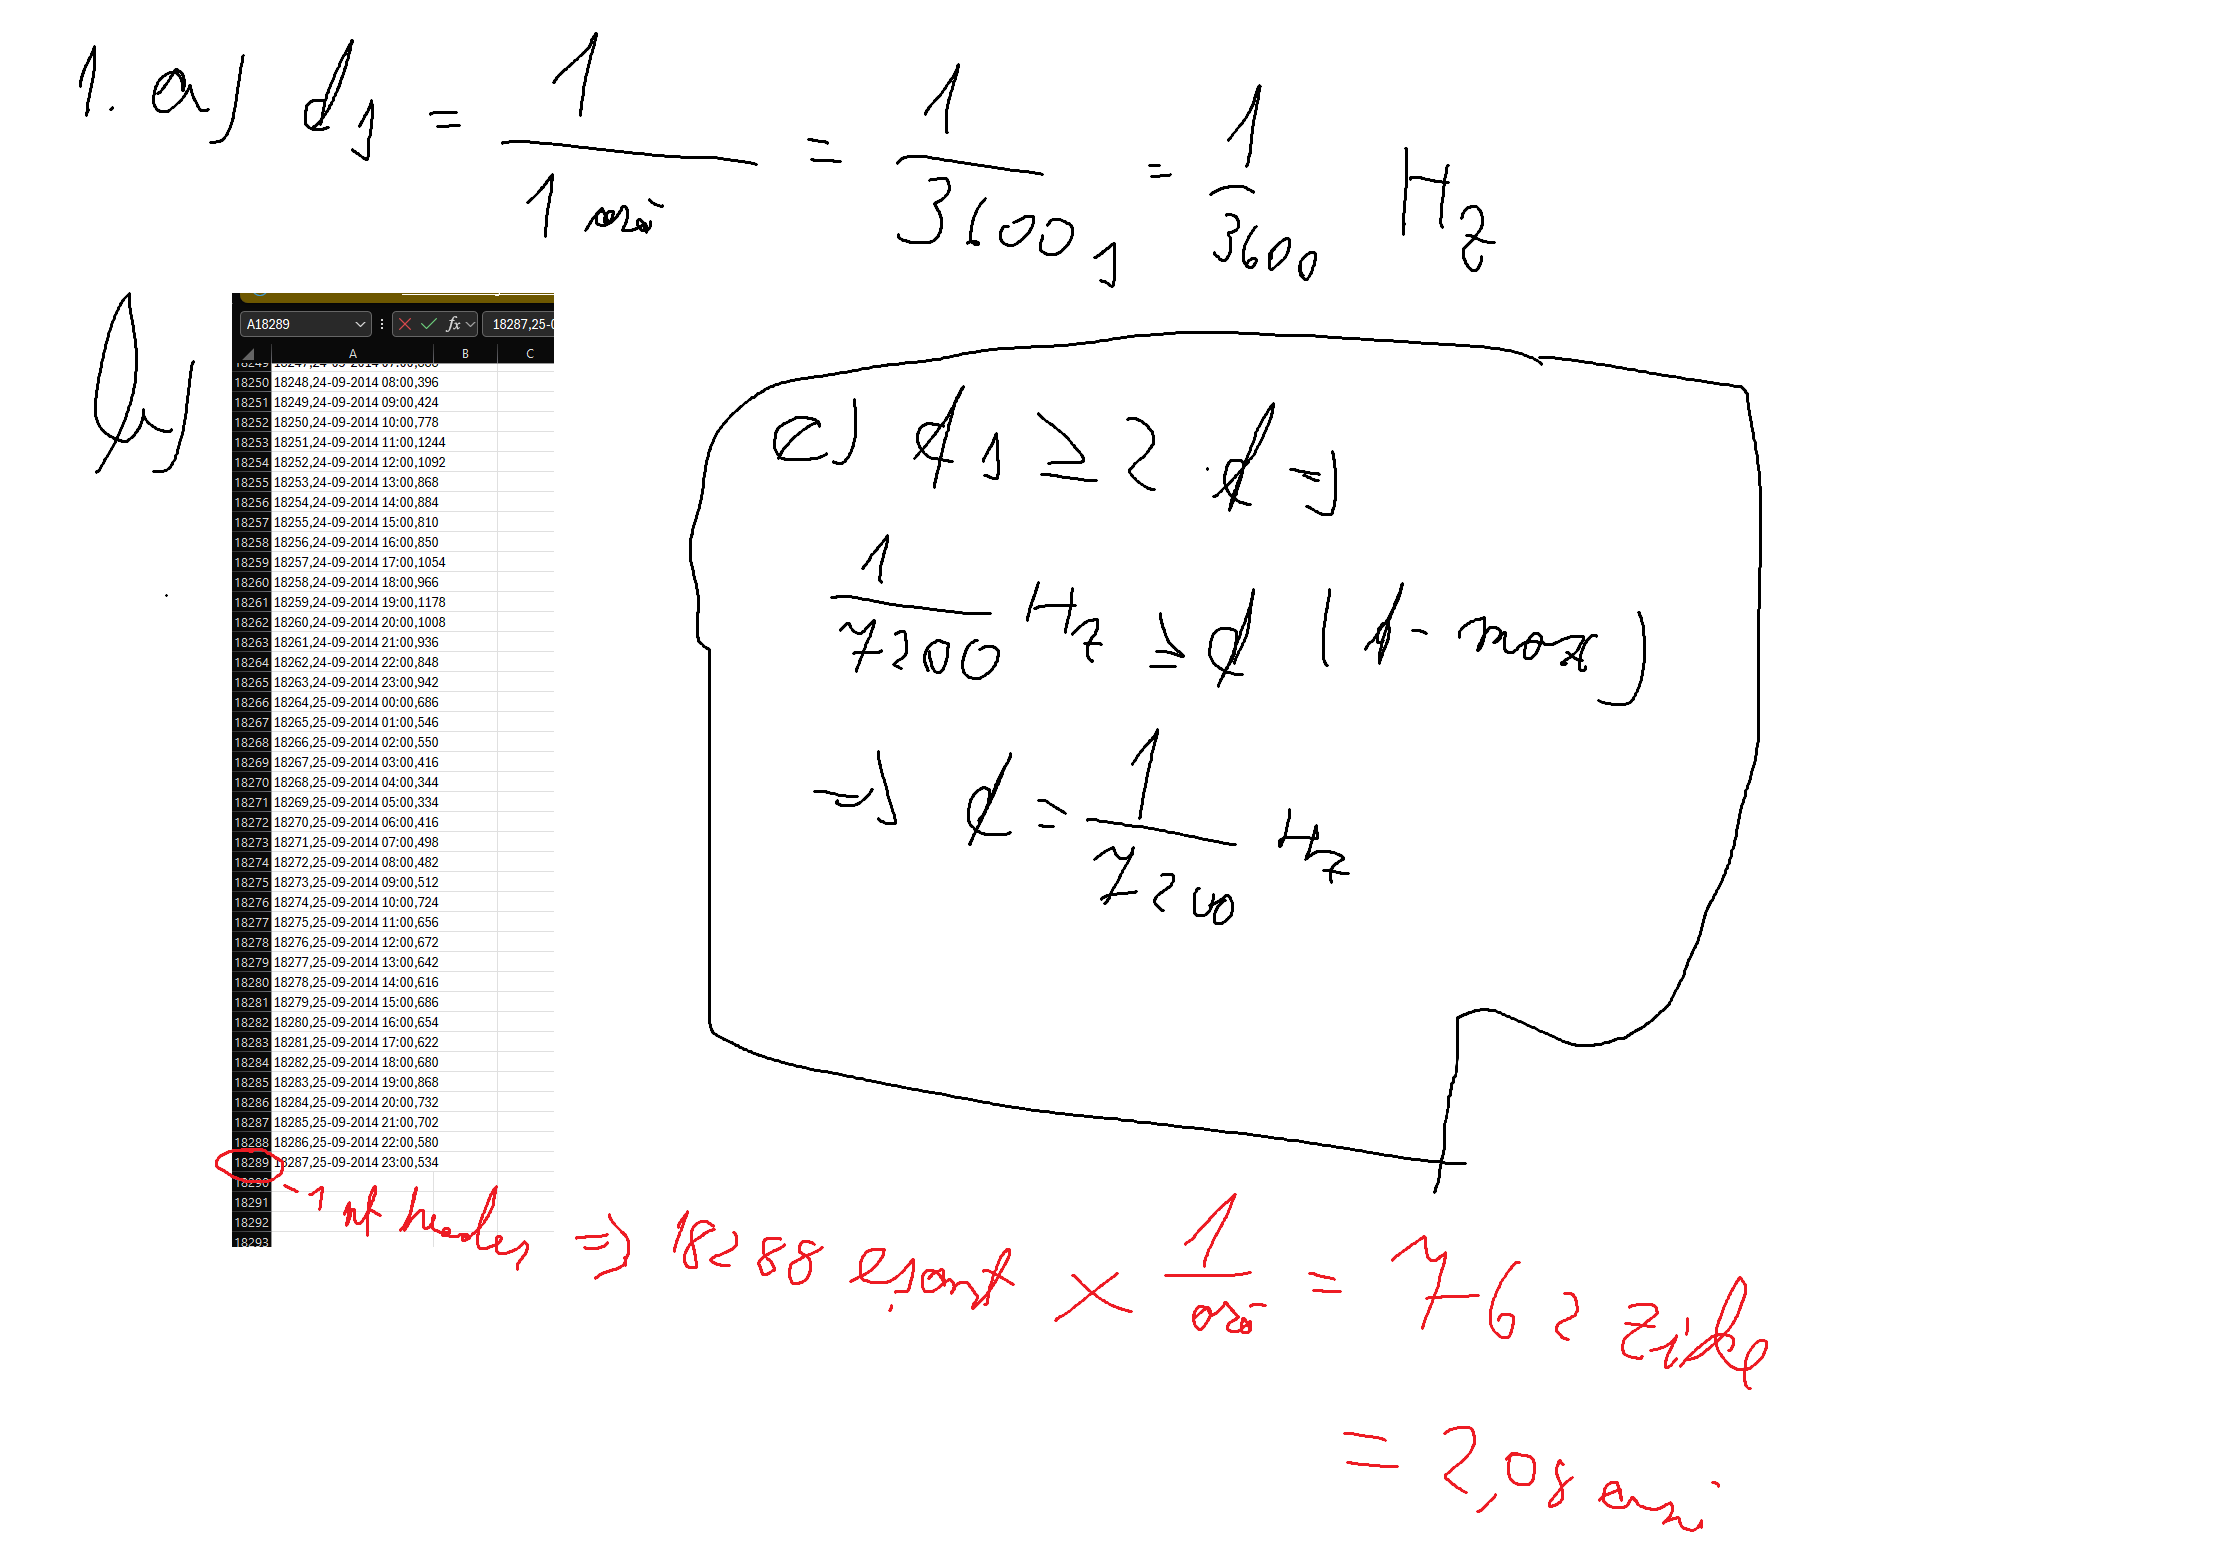 1. a) fs = 1 / 1 oră = 1 / 3600 s = 1 / 3600 Hz
b)
A18289 fx 18287,25-0
A B C
18249 18247,24-09-2014 07:00,
18250 18248,24-09-2014 08:00,396
18251 18249,24-09-2014 09:00,424
18252 18250,24-09-2014 10:00,778
18253 18251,24-09-2014 11:00,1244
18254 18252,24-09-2014 12:00,1092
18255 18253,24-09-2014 13:00,868
18256 18254,24-09-2014 14:00,884
18257 18255,24-09-2014 15:00,810
18258 18256,24-09-2014 16:00,850
18259 18257,24-09-2014 17:00,1054
18260 18258,24-09-2014 18:00,966
18261 18259,24-09-2014 19:00,1178
18262 18260,24-09-2014 20:00,1008
18263 18261,24-09-2014 21:00,936
18264 18262,24-09-2014 22:00,848
18265 18263,24-09-2014 23:00,942
18266 18264,25-09-2014 00:00,686
18267 18265,25-09-2014 01:00,546
18268 18266,25-09-2014 02:00,550
18269 18267,25-09-2014 03:00,416
18270 18268,25-09-2014 04:00,344
18271 18269,25-09-2014 05:00,334
18272 18270,25-09-2014 06:00,416
18273 18271,25-09-2014 07:00,498
18274 18272,25-09-2014 08:00,482
18275 18273,25-09-2014 09:00,512
18276 18274,25-09-2014 10:00,724
18277 18275,25-09-2014 11:00,656
18278 18276,25-09-2014 12:00,672
18279 18277,25-09-2014 13:00,642
18280 18278,25-09-2014 14:00,616
18281 18279,25-09-2014 15:00,686
18282 18280,25-09-2014 16:00,654
18283 18281,25-09-2014 17:00,622
18284 18282,25-09-2014 18:00,680
18285 18283,25-09-2014 19:00,868
18286 18284,25-09-2014 20:00,732
18287 18285,25-09-2014 21:00,702
18288 18286,25-09-2014 22:00,580
18289 18287,25-09-2014 23:00,534
18290
18291
18292
18293
c) fs ≥ 2 · f =>
1 / 7200 Hz ≥ f (f - max)
=> f = 1 / 7200 Hz
-1 pt header => 18288 eșant × 1 / oră = 762 zile
= 2,08 ani